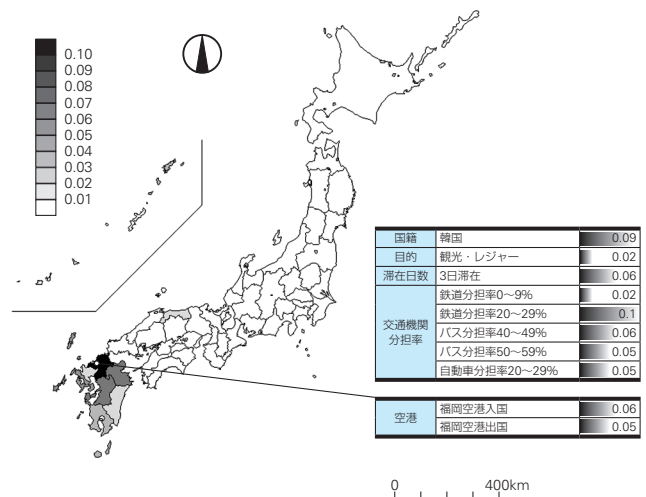 0.10
0.09
0.08
0.07
0.06
0.05
0.04
0.03
0.02
0.01
国籍 韓国 0.09
目的 観光・レジャー 0.02
滞在日数 3日滞在 0.06
交通機関分担率 鉄道分担率0～9% 0.02
鉄道分担率20～29% 0.1
バス分担率40～49% 0.06
バス分担率50～59% 0.05
自動車分担率20～29% 0.05
空港 福岡空港入国 0.06
福岡空港出国 0.05
0 400km